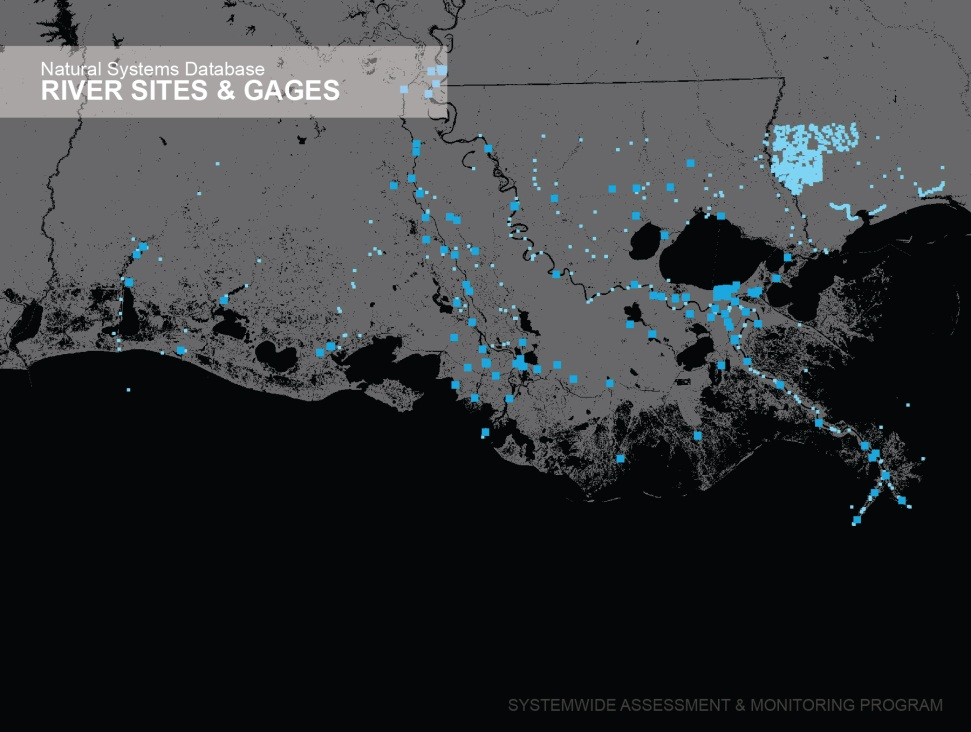 Natural Systems Database
RIVER SITES & GAGES
SYSTEMWIDE ASSESSMENT & MONITORING PROGRAM